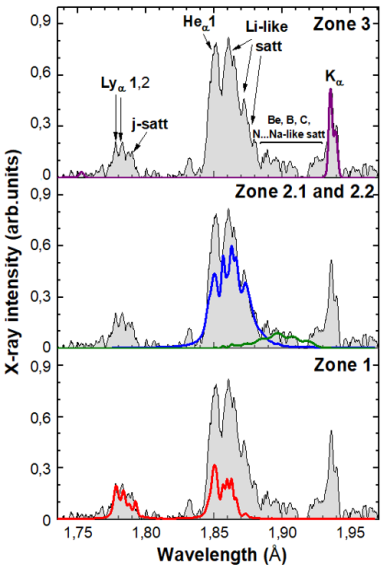 Heα1
Li-like
satt
Zone 3
Lyα 1,2
j-satt
Be, B, C,
N...Na-like satt
Kα
0,9
0,6
0,3
0
Zone 2.1 and 2.2
0,9
0,6
0,3
0
Zone 1
0,9
0,6
0,3
0
X-ray intensity (arb.units)
1.75 1.80 1.85 1.90 1.95
Wavelength (Å)